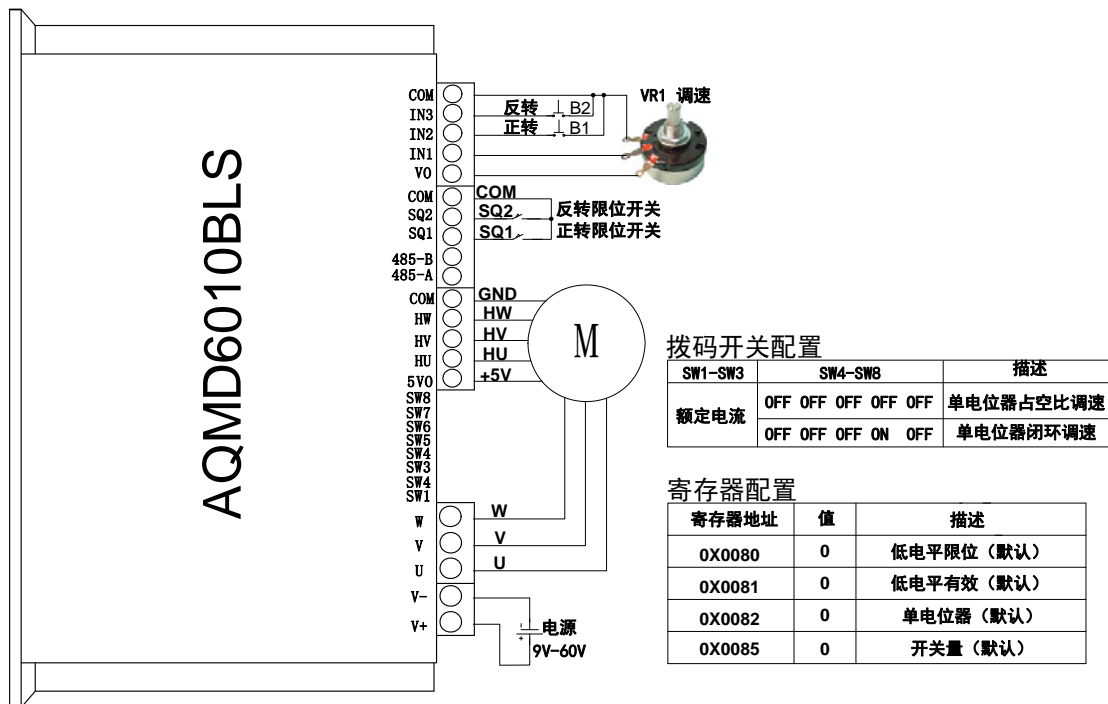 AQMD6010BLS
COM
IN3
IN2
IN1
VO
反转 B2
正转 B1
VR1 调速
COM
SQ2
SQ1
485-B
485-A
COM
SQ2
SQ1
反转限位开关
正转限位开关
COM
HW
HV
HU
5VO
GND
HW
HV
HU
+5V
M
SW8
SW7
SW6
SW5
SW4
SW3
SW4
SW1
W
V
U
W
V
U
V-
V+
电源
9V-60V
拨码开关配置
SW1-SW3 SW4-SW8 描述
额定电流
OFF OFF OFF OFF OFF 单电位器占空比调速
OFF OFF OFF ON OFF 单电位器闭环调速
寄存器配置
寄存器地址 值 描述
0X0080 0 低电平限位（默认）
0X0081 0 低电平有效（默认）
0X0082 0 单电位器（默认）
0X0085 0 开关量（默认）